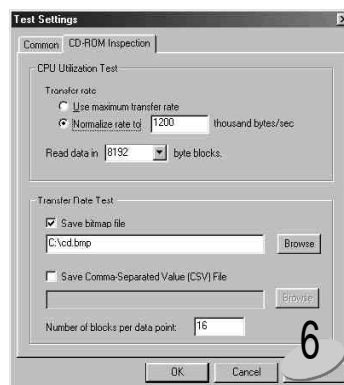 Test Settings
Common CD-ROM Inspection
CPU Utilization Test
Transfer rate
Use maximum transfer rate
Normalize rate to 1200 thousand bytes/sec
Read data in 8192 byte blocks.
Transfer Rate Test
Save bitmap file
C:\cd.bmp Browse
Save Comma-Separated Value (CSV) File
Browse
Number of blocks per data point: 16
6
OK Cancel